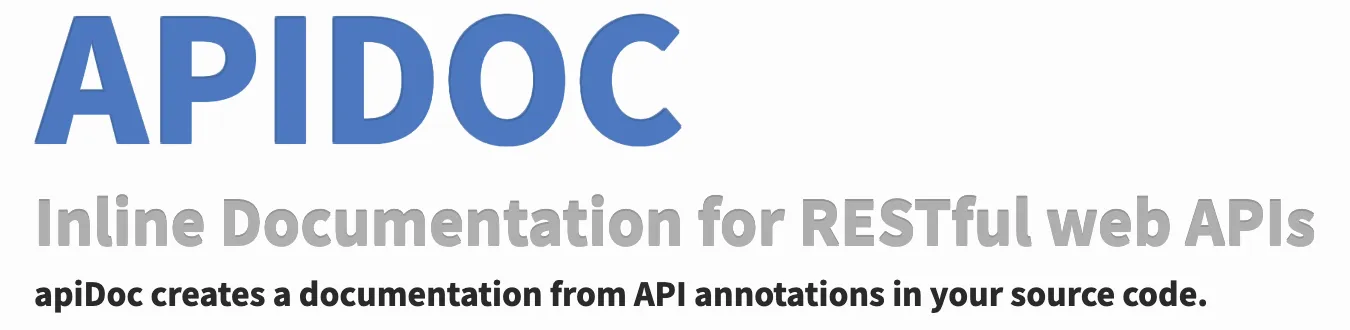 APIDOC
Inline Documentation for RESTful web APIs
apiDoc creates a documentation from API annotations in your source code.